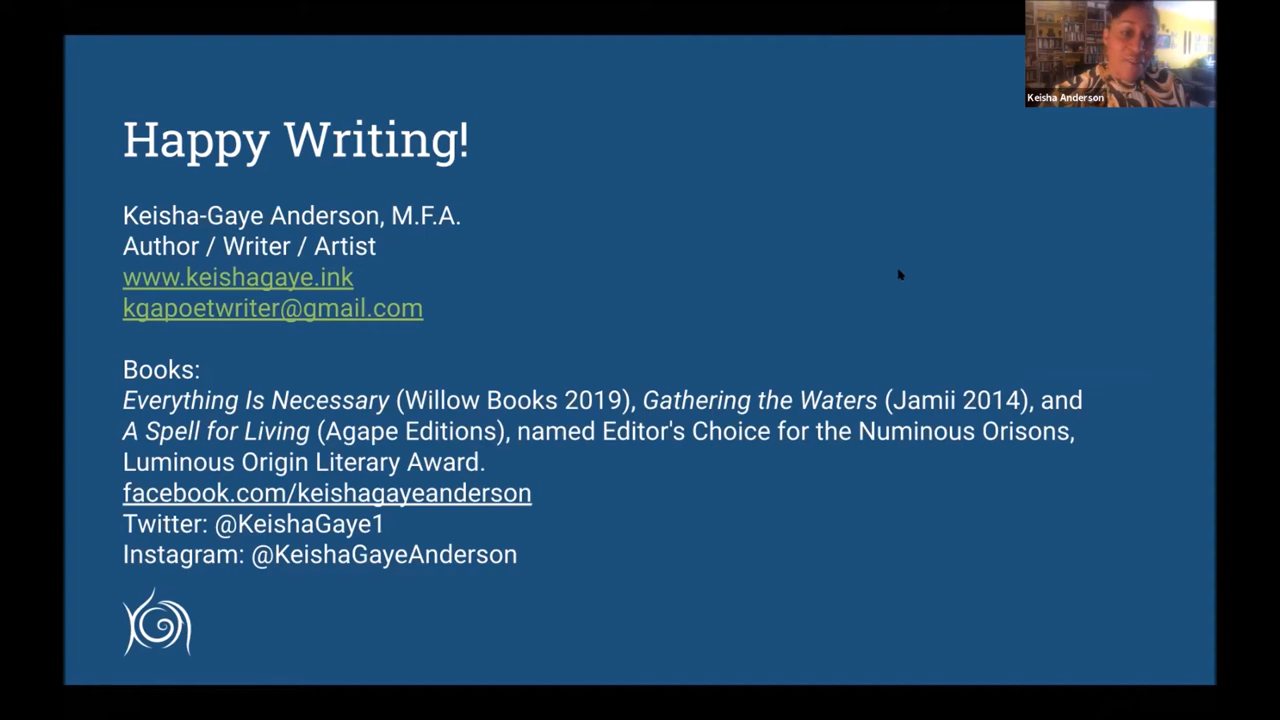 Keisha Anderson
Happy Writing!
Keisha-Gaye Anderson, M.F.A.
Author / Writer / Artist
www.keishagaye.ink
kgapoetwriter@gmail.com
Books:
Everything Is Necessary (Willow Books 2019), Gathering the Waters (Jamii 2014), and
A Spell for Living (Agape Editions), named Editor's Choice for the Numinous Orisons,
Luminous Origin Literary Award.
facebook.com/keishagayeanderson
Twitter: @KeishaGaye1
Instagram: @KeishaGayeAnderson